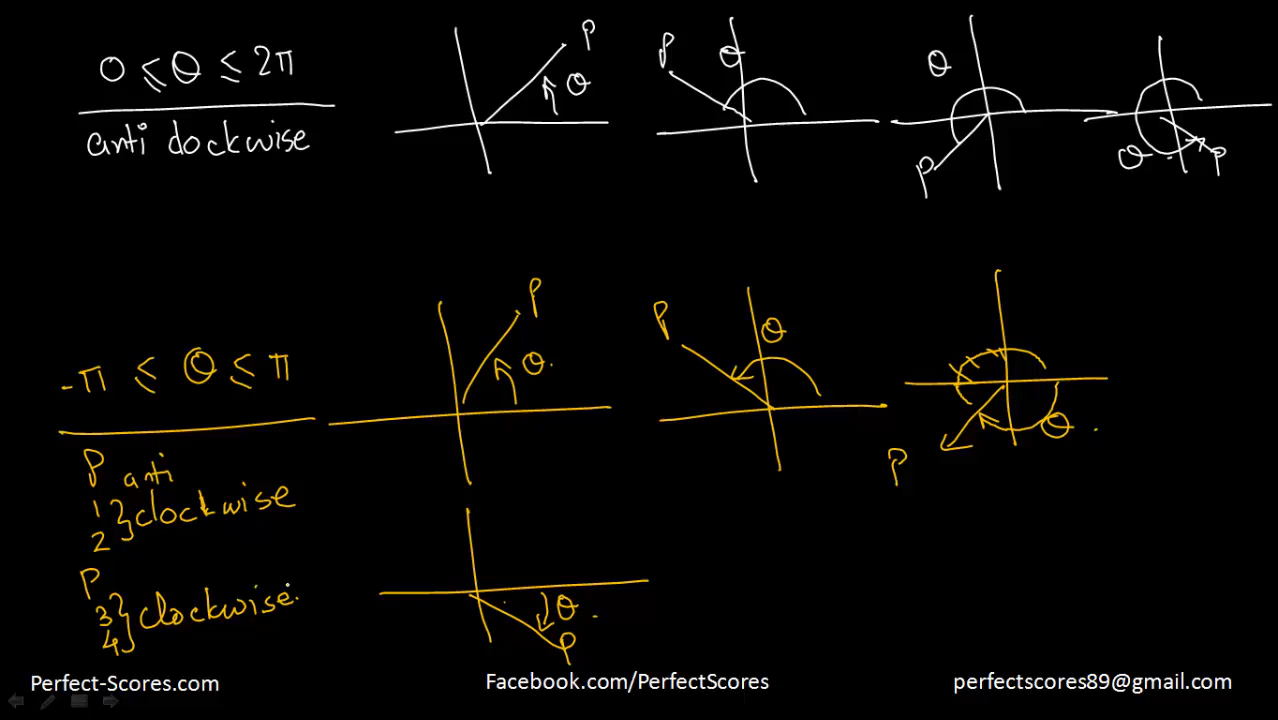 0 ≤ θ ≤ 2π
anti clockwise
P
θ
P
θ
θ
P
θ
P
-π ≤ θ ≤ π
P anti
1 } clockwise
2
P
3 } clockwise.
4
P
θ.
P
θ
P
θ.
θ.
P
Perfect-Scores.com
Facebook.com/PerfectScores
perfectscores89@gmail.com